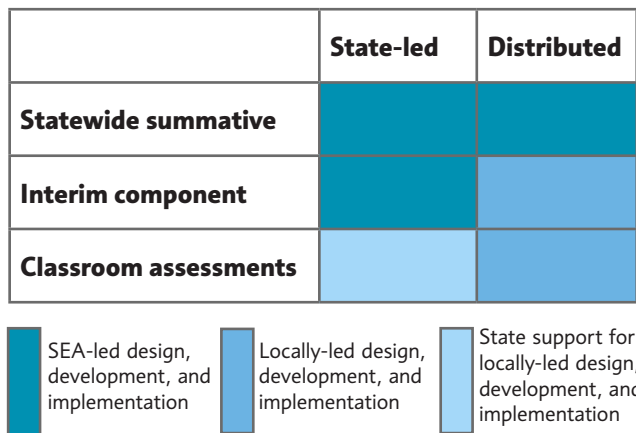 State-led Distributed
Statewide summative
Interim component
Classroom assessments
SEA-led design,
development, and
implementation
Locally-led design,
development, and
implementation
State support for
locally-led design,
development, and
implementation